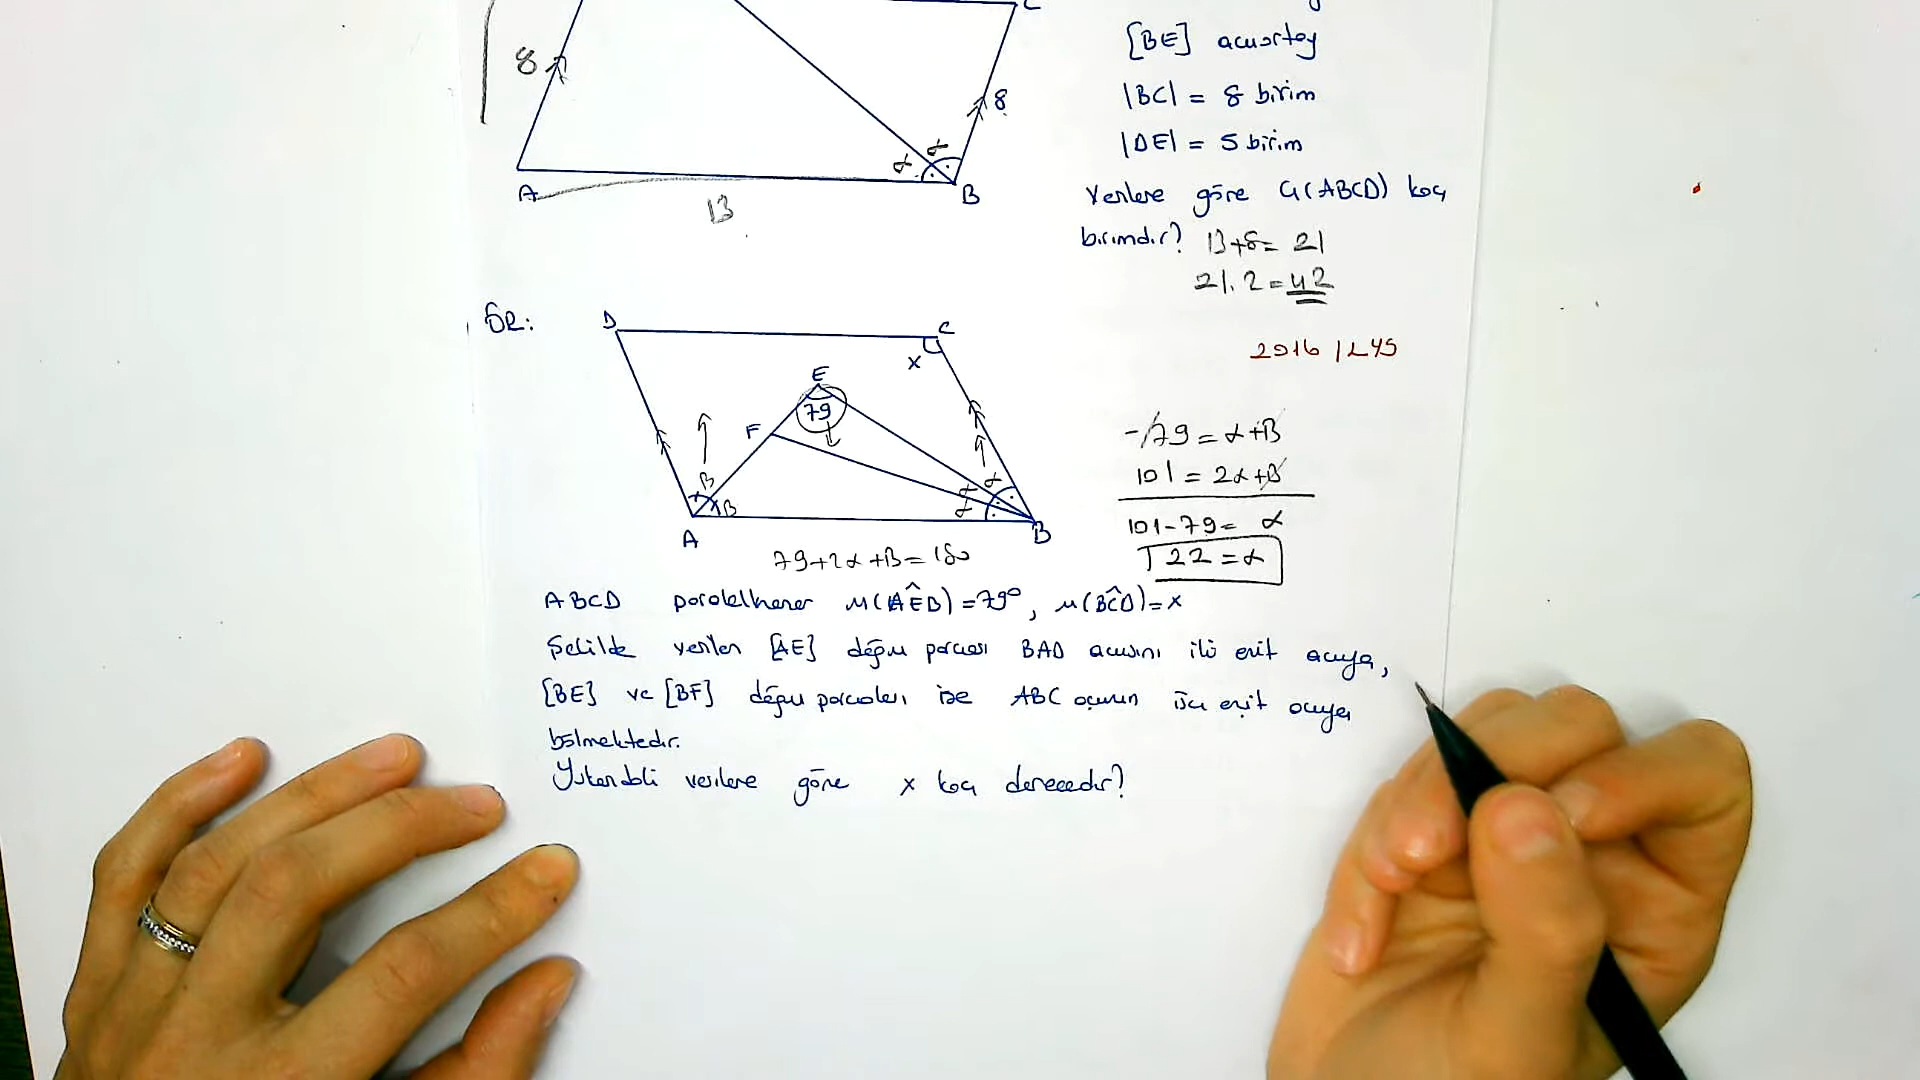 [BE] açıortay
|BC| = 8 birim
|DE| = 5 birim
Verilere göre Ç(ABCD) kaç
birimdir? 13+8= 21
21.2=42
C
8
8
α α
A
B
13
ÖR:
2016 / LYS
D
C
x
E
79
F
β
β
α
α
α
A
B
79+2α+β=180
-79=α+β
101=2α+β
101-79= α
22=α
ABCD paralelkenar m(AÊB)=79°, m(BĈD)=x
Şekilde verilen [AE] doğru parçası BAD açısını iki eşit açıya,
[BE] ve [BF] doğru parçaları ise ABC açısını üç eşit açıya
bölmektedir.
Yukarıdaki verilere göre x kaç derecedir?